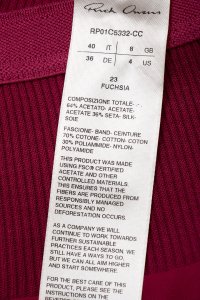 Rick Owens
RP01C5332-CC
40 IT 8 GB
36 DE 4 US
23
FUCHSIA
COMPOSIZIONE TOTALE-
64% ACETATO- ACETATE-
ACETATE 36% SETA- SILK-
SOIE
FASCIONE- BAND- CEINTURE
70% COTONE- COTTON- COTON
30% POLIAMMIDE- NYLON-
POLYAMIDE
THIS PRODUCT WAS MADE
USING FSC® CERTIFIED
ACETATE AND OTHER
CONTROLLED MATERIALS.
THIS ENSURES THAT THE
FIBERS ARE PRODUCED FROM
RESPONSIBLY MANAGED
SOURCES AND NO
DEFORESTATION OCCURS.
AS A COMPANY WE WILL
CONTINUE TO WORK TOWARDS
FURTHER SUSTAINABLE
PRACTICES EACH SEASON. WE
STILL HAVE A WAYS TO GO,
BUT WE CAN ALL AIM HIGHER
AND START SOMEWHERE
FOR THE BEST CARE OF THIS
PRODUCT, PLEASE SEE THE
INSTRUCTIONS ON THE